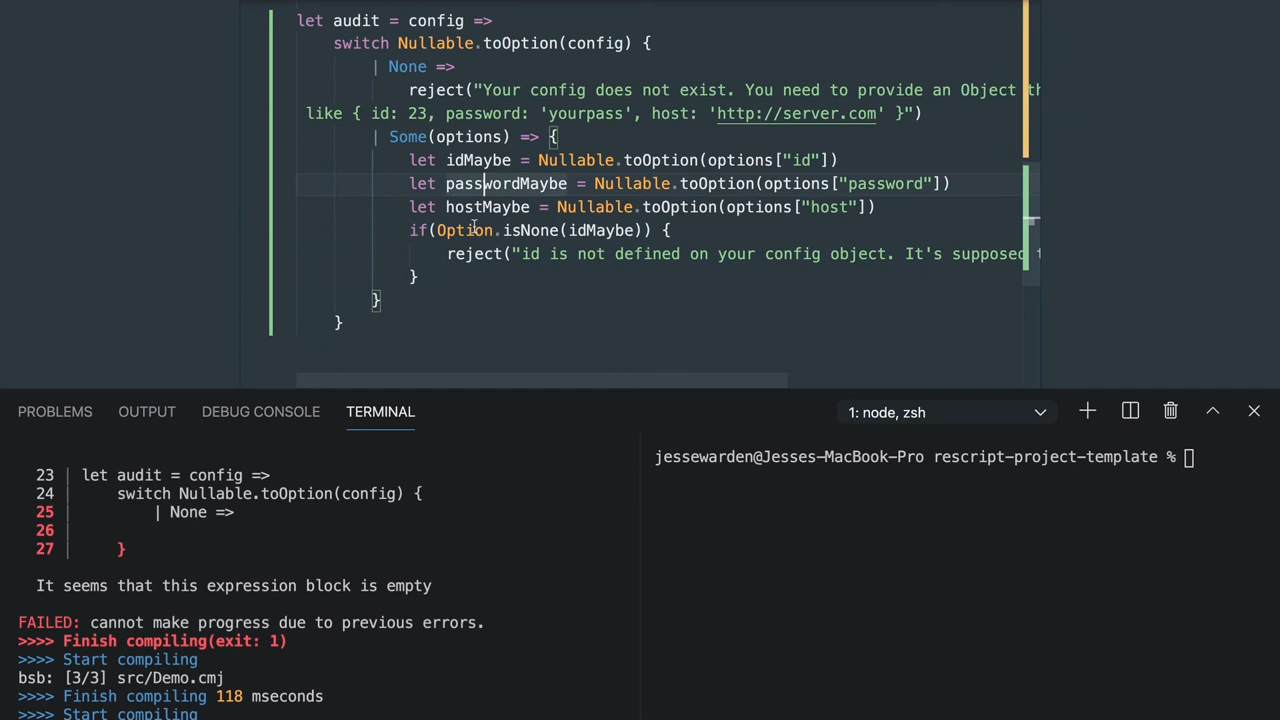 let audit = config =>
switch Nullable.toOption(config) {
| None =>
reject("Your config does not exist. You need to provide an Object
like { id: 23, password: 'yourpass', host: 'http://server.com' }")
| Some(options) => {
let idMaybe = Nullable.toOption(options["id"])
let passwordMaybe = Nullable.toOption(options["password"])
let hostMaybe = Nullable.toOption(options["host"])
if(Option.isNone(idMaybe)) {
reject("id is not defined on your config object. It's supposed
}
}
}
PROBLEMS OUTPUT DEBUG CONSOLE TERMINAL 1: node, zsh
23 | let audit = config =>
24 | switch Nullable.toOption(config) {
25 | | None =>
26 |
27 | }
It seems that this expression block is empty
FAILED: cannot make progress due to previous errors.
>>>> Finish compiling(exit: 1)
>>>> Start compiling
bsb: [3/3] src/Demo.cmj
>>>> Finish compiling 118 mseconds
>>>> Start compiling
jessewarden@Jesses-MacBook-Pro rescript-project-template %